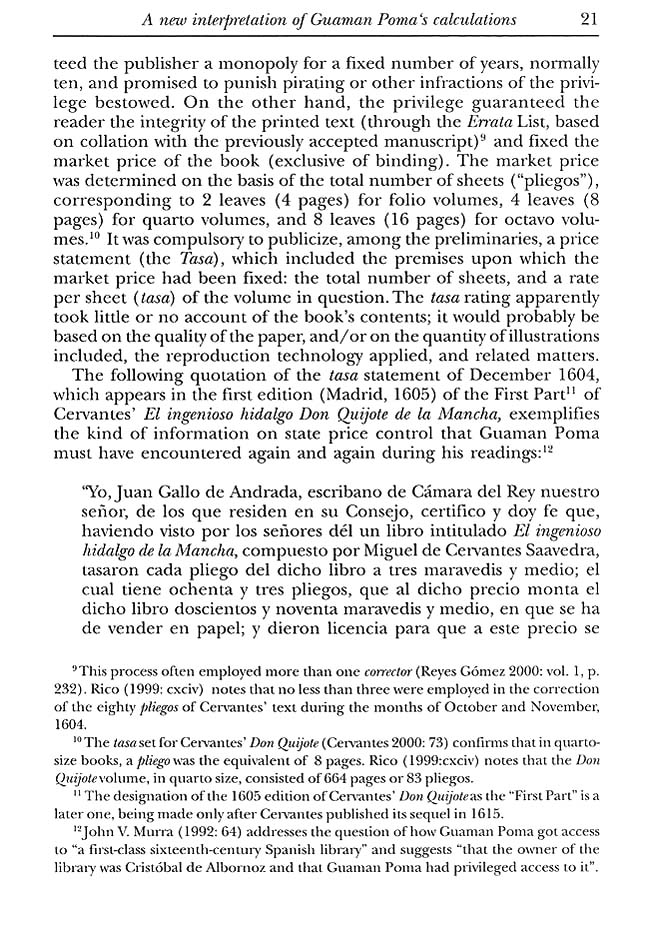 A new interpretation of Guaman Poma‘s calculations 21
teed the publisher a monopoly for a fixed number of years, normally
ten, and promised to punish pirating or other infractions of the privi-
lege bestowed. On the other hand, the privilege guaranteed the
reader the integrity of the printed text (through the Errata List, based
on collation with the previously accepted manuscript)⁹ and fixed the
market price of the book (exclusive of binding). The market price
was determined on the basis of the total number of sheets (“pliegos”),
corresponding to 2 leaves (4 pages) for folio volumes, 4 leaves (8
pages) for quarto volumes, and 8 leaves (16 pages) for octavo volu-
mes.¹⁰ It was compulsory to publicize, among the preliminaries, a price
statement (the Tasa), which included the premises upon which the
market price had been fixed: the total number of sheets, and a rate
per sheet (tasa) of the volume in question. The tasa rating apparently
took little or no account of the book’s contents; it would probably be
based on the quality of the paper, and/or on the quantity of illustrations
included, the reproduction technology applied, and related matters.
The following quotation of the tasa statement of December 1604,
which appears in the first edition (Madrid, 1605) of the First Part¹¹ of
Cervantes’ El ingenioso hidalgo Don Quijote de la Mancha, exemplifies
the kind of information on state price control that Guaman Poma
must have encountered again and again during his readings:¹²
“Yo, Juan Gallo de Andrada, escribano de Cámara del Rey nuestro
señor, de los que residen en su Consejo, certifico y doy fe que,
haviendo visto por los señores dél un libro intitulado El ingenioso
hidalgo de la Mancha, compuesto por Miguel de Cervantes Saavedra,
tasaron cada pliego del dicho libro a tres maravedis y medio; el
cual tiene ochenta y tres pliegos, que al dicho precio monta el
dicho libro doscientos y noventa maravedis y medio, en que se ha
de vender en papel; y dieron licencia para que a este precio se
⁹ This process often employed more than one corrector (Reyes Gómez 2000: vol. 1, p.
232). Rico (1999: cxciv) notes that no less than three were employed in the correction
of the eighty pliegos of Cervantes’ text during the months of October and November,
1604.
¹⁰ The tasa set for Cervantes’ Don Quijote (Cervantes 2000: 73) confirms that in quarto-
size books, a pliego was the equivalent of 8 pages. Rico (1999:cxciv) notes that the Don
Quijote volume, in quarto size, consisted of 664 pages or 83 pliegos.
¹¹ The designation of the 1605 edition of Cervantes’ Don Quijote as the “First Part” is a
later one, being made only after Cervantes published its sequel in 1615.
¹² John V. Murra (1992: 64) addresses the question of how Guaman Poma got access
to “a first-class sixteenth-century Spanish library” and suggests “that the owner of the
library was Cristóbal de Albornoz and that Guaman Poma had privileged access to it”.